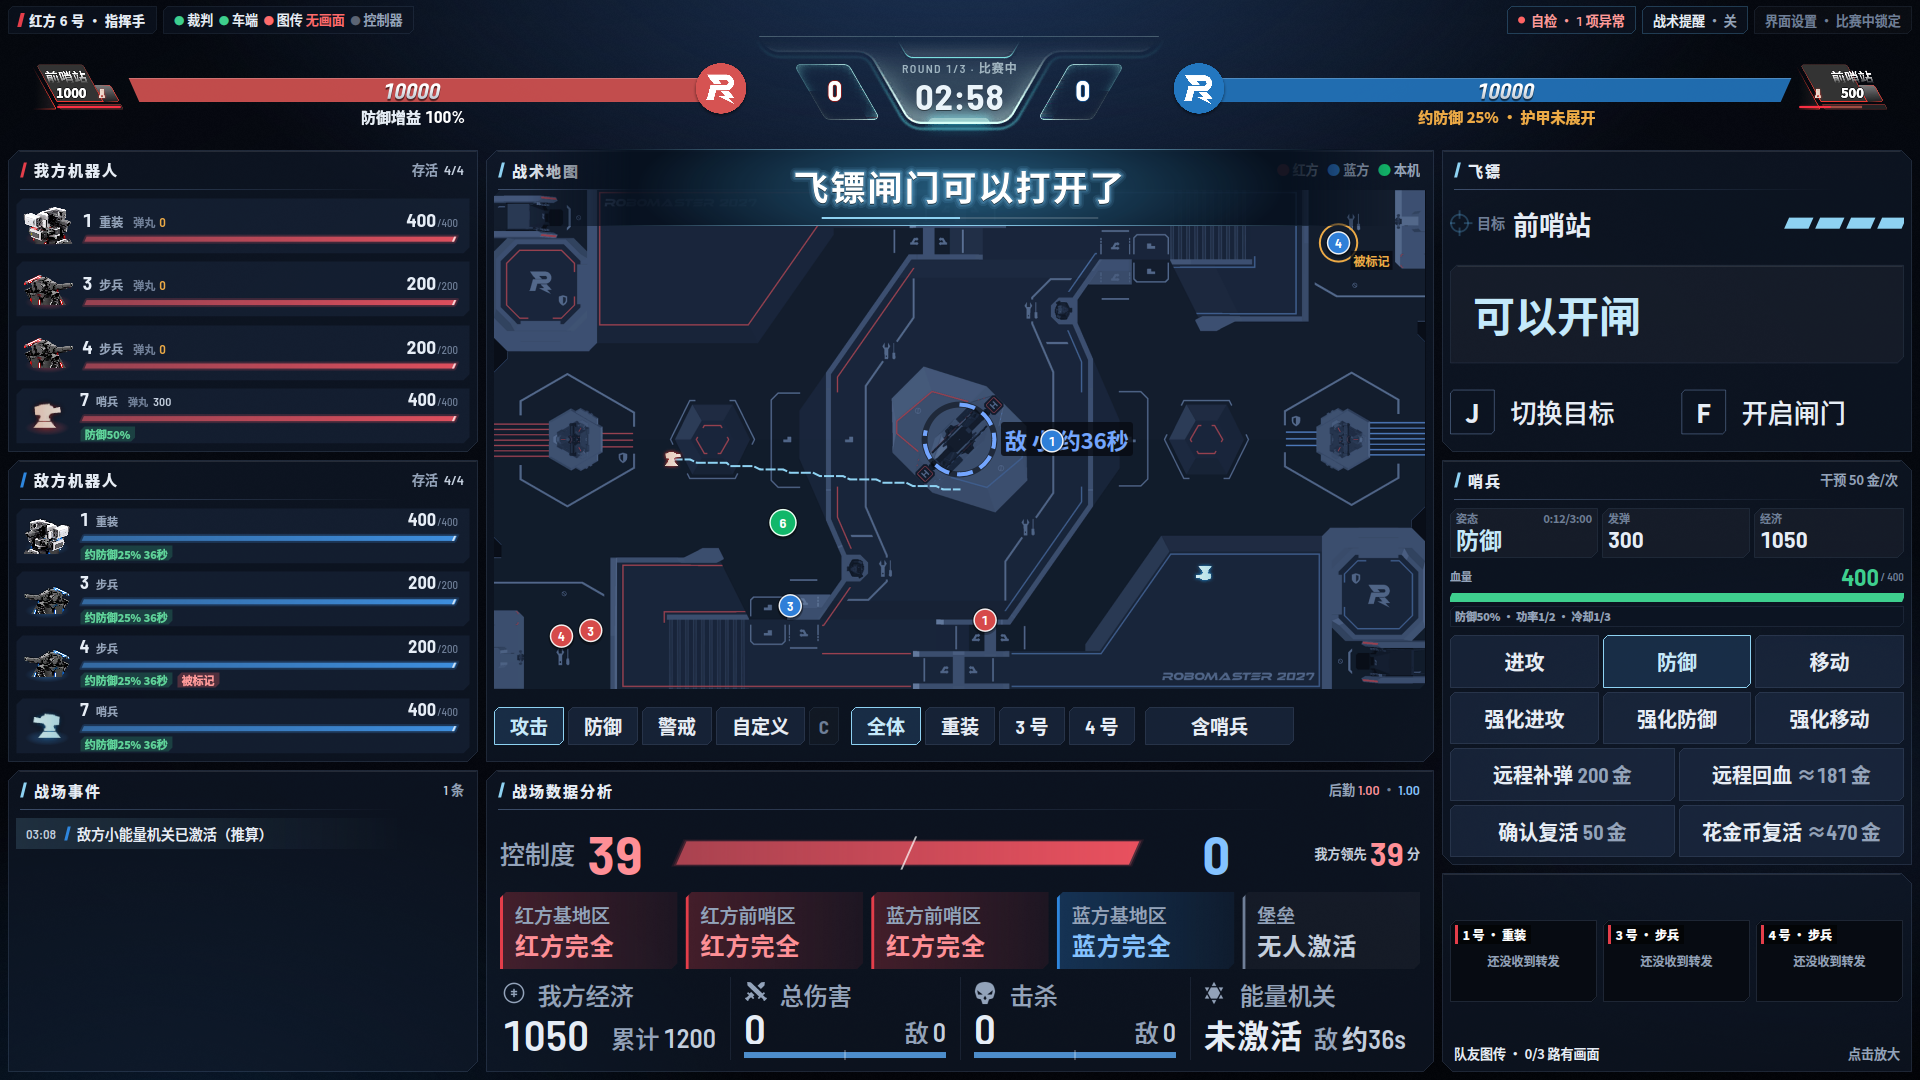 红方 6 号 · 指挥手
裁判 车端 图传 无画面 控制器
自检 · 1 项异常
战术提醒 · 关
界面设置 · 比赛中锁定
前哨站
1000
10000
防御增益 100%
0
ROUND 1/3 · 比赛中
02:58
0
10000
约防御 25% · 护甲未展开
前哨站
500
我方机器人
存活 4/4
1 重装 弹丸 0
400/400
3 步兵 弹丸 0
200/200
4 步兵 弹丸 0
200/200
7 哨兵 弹丸 300
400/400
防御50%
敌方机器人
存活 4/4
1 重装
400/400
约防御25% 36秒
3 步兵
200/200
约防御25% 36秒
4 步兵
200/200
约防御25% 36秒 被标记
7 哨兵
400/400
约防御25% 36秒
战场事件
1 条
03:08 敌方小能量机关已激活（推算）
战术地图
飞镖闸门可以打开了
红方 蓝方 本机
4
被标记
敌 小
1
约36秒
6
3
4
3
1
ROBOMASTER 2027
攻击
防御
警戒
自定义
C
全体
重装
3 号
4 号
含哨兵
战场数据分析
后勤 1.00 · 1.00
控制度 39
0
我方领先 39 分
红方基地区
红方完全
红方前哨区
红方完全
蓝方前哨区
红方完全
蓝方基地区
蓝方完全
堡垒
无人激活
我方经济
1050 累计 1200
总伤害
0 敌 0
击杀
0 敌 0
能量机关
未激活 敌 约36s
飞镖
目标 前哨站
可以开闸
J 切换目标
F 开启闸门
哨兵
干预 50 金/次
姿态 0:12/3:00
防御
发弹
300
经济
1050
血量
400/400
防御50% · 功率1/2 · 冷却1/3
进攻
防御
移动
强化进攻
强化防御
强化移动
远程补弹 200 金
远程回血 ≈181 金
确认复活 50 金
花金币复活 ≈470 金
1 号 · 重装
还没收到转发
3 号 · 步兵
还没收到转发
4 号 · 步兵
还没收到转发
队友图传 · 0/3 路有画面
点击放大